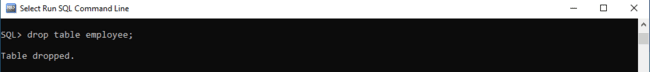 Select Run SQL Command Line
SQL> drop table employee;
Table dropped.